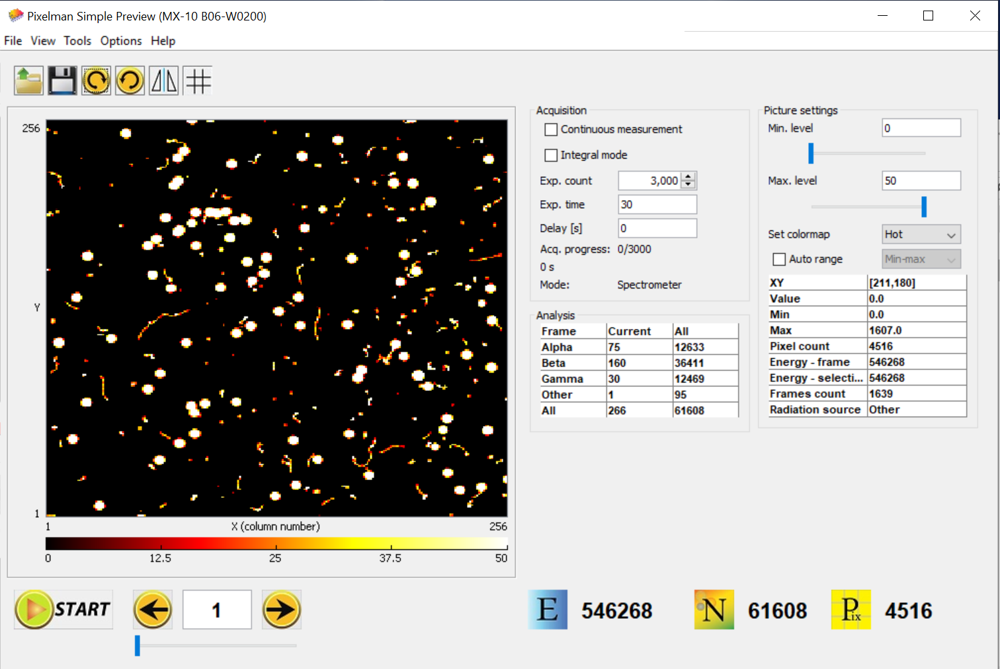 Pixelman Simple Preview (MX-10 B06-W0200)
File View Tools Options Help
256
Y
1
1 X (column number) 256
0 12.5 25 37.5 50
Acquisition
Continuous measurement
Integral mode
Exp. count 3,000
Exp. time 30
Delay [s] 0
Acq. progress: 0/3000
0 s
Mode: Spectrometer
Analysis
Frame Current All
Alpha 75 12633
Beta 160 36411
Gamma 30 12469
Other 1 95
All 266 61608
Picture settings
Min. level 0
Max. level 50
Set colormap Hot
Auto range Min-max
XY [211,180]
Value 0.0
Min 0.0
Max 1607.0
Pixel count 4516
Energy - frame 546268
Energy - selecti... 546268
Frames count 1639
Radiation source Other
START 1
E 546268 N 61608 Pix 4516